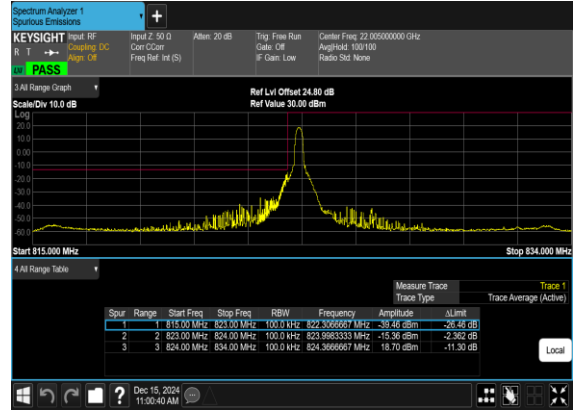 Spectrum Analyzer 1
Spurious Emissions
+
KEYSIGHT Input: RF Input Z: 50 Ω Atten: 20 dB Trig: Free Run Center Freq: 22.005000000 GHz
R T Coupling: DC Corr CCorr Gate: Off Avg|Hold: 100/100
Align: Off Freq Ref: Int (S) IF Gain: Low Radio Std: None
PASS
3 All Range Graph
Ref Lvl Offset 24.80 dB
Scale/Div 10.0 dB Ref Value 30.00 dBm
Log
20.0
10.0
0.00
-10.0
-20.0
-30.0
-40.0
-50.0
-60.0
Start 815.000 MHz Stop 834.000 MHz
4 All Range Table
Measure Trace Trace 1
Trace Type Trace Average (Active)
Spur Range Start Freq Stop Freq RBW Frequency Amplitude ΔLimit
1 1 815.00 MHz 823.00 MHz 100.0 kHz 822.3066667 MHz -39.46 dBm -26.46 dB
2 2 823.00 MHz 824.00 MHz 100.0 kHz 823.9983333 MHz -15.36 dBm -2.362 dB
3 3 824.00 MHz 834.00 MHz 100.0 kHz 824.3666667 MHz 18.70 dBm -11.30 dB
Local
? Dec 15, 2024
11:00:40 AM